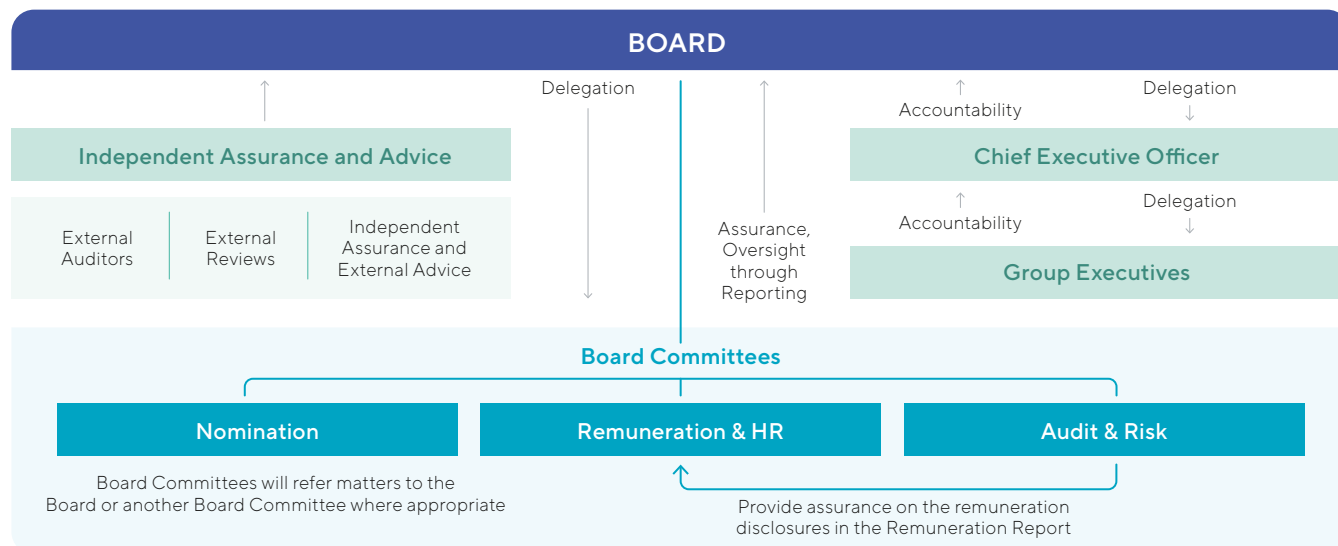 BOARD
Delegation
Accountability
Delegation
Independent Assurance and Advice
Chief Executive Officer
External
Auditors
External
Reviews
Independent
Assurance and
External Advice
Assurance,
Oversight
through
Reporting
Accountability
Delegation
Group Executives
Board Committees
Nomination
Remuneration & HR
Audit & Risk
Board Committees will refer matters to the
Board or another Board Committee where appropriate
Provide assurance on the remuneration
disclosures in the Remuneration Report